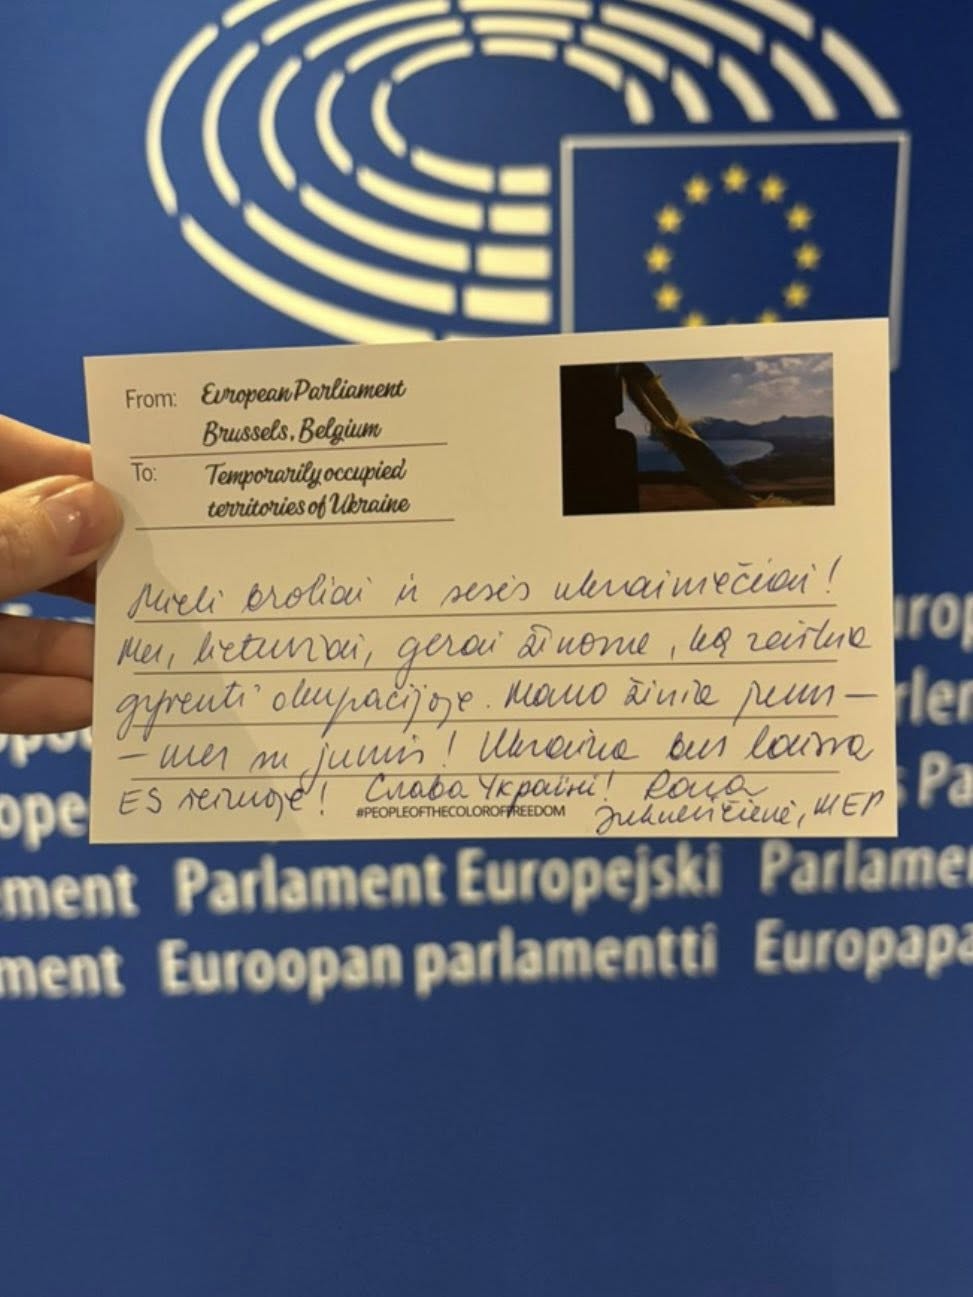 From: European Parliament
Brussels, Belgium
To: Temporarily occupied
territories of Ukraine
Mieli broliai ir sesės ukrainiečiai!
Mes, lietuviai, gerai žinome, ką reiškia
gyventi okupacijoje. Mano žinia jums –
– mes su jumis! Ukraina bus laisva
ES šeimoje! Слава Україні! Rasa
#PEOPLEOFTHECOLOROFFREEDOM
Juknevičienė, MEP
Parlament Europejski
Euroopan parlamentti